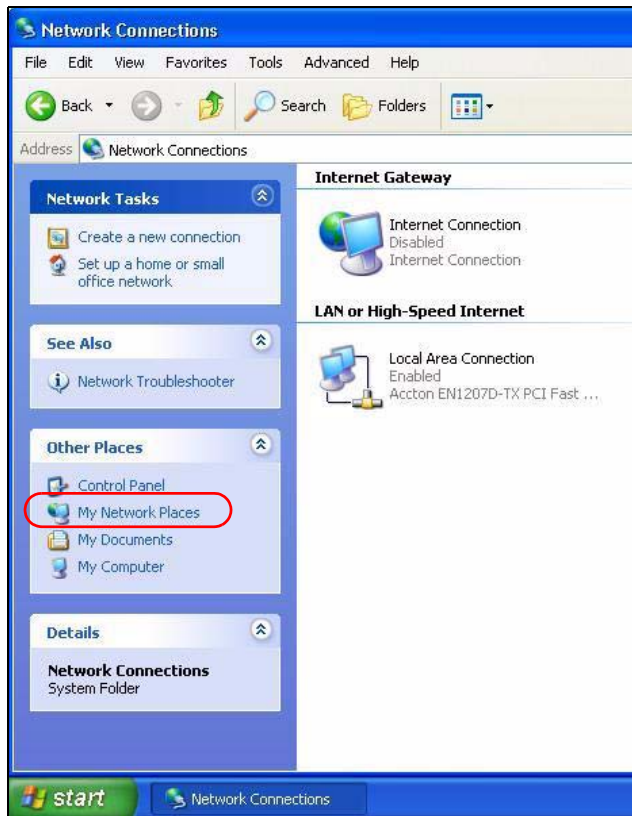 Network Connections
File Edit View Favorites Tools Advanced Help
Back Search Folders
Address Network Connections
Network Tasks
Create a new connection
Set up a home or small
office network
See Also
Network Troubleshooter
Other Places
Control Panel
My Network Places
My Documents
My Computer
Details
Network Connections
System Folder
Internet Gateway
Internet Connection
Disabled
Internet Connection
LAN or High-Speed Internet
Local Area Connection
Enabled
Accton EN1207D-TX PCI Fast ...
start Network Connections